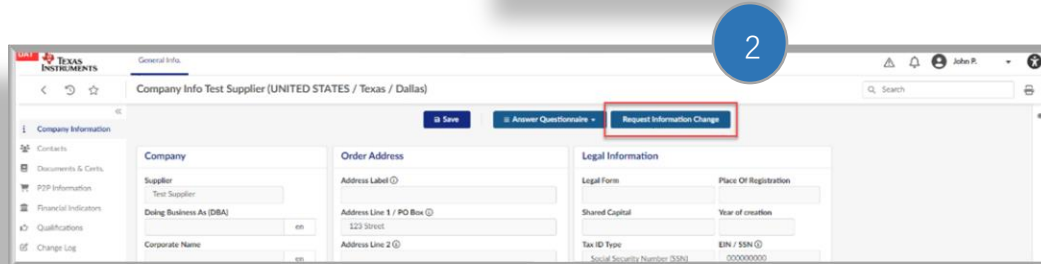 2
UAT
TEXAS INSTRUMENTS
General Info.
John P.
Company Info Test Supplier (UNITED STATES / Texas / Dallas)
Search
Save
Answer Questionnaire
Request Information Change
Company Information
Contacts
Documents & Certs.
P2P Information
Financial Indicators
Qualifications
Change Log
Company
Supplier
Test Supplier
Doing Business As (DBA)
en
Corporate Name
en
Order Address
Address Label
Address Line 1 / PO Box
123 Street
Address Line 2
Legal Information
Legal Form
Place Of Registration
Shared Capital
Year of creation
Tax ID Type
EIN / SSN
Social Security Number (SSN)
000000000